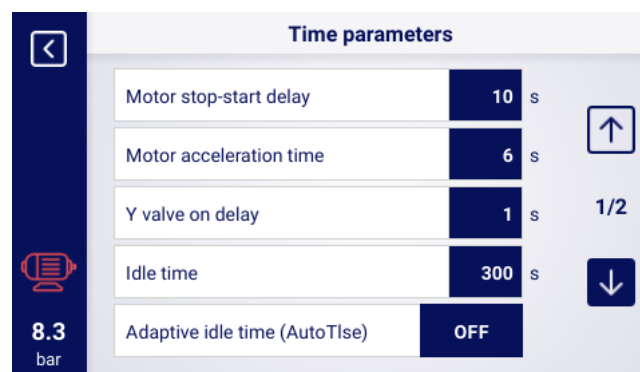 Time parameters
Motor stop-start delay 10 s
Motor acceleration time 6 s
Y valve on delay 1 s
1/2
Idle time 300 s
Adaptive idle time (AutoTlse) OFF
8.3
bar